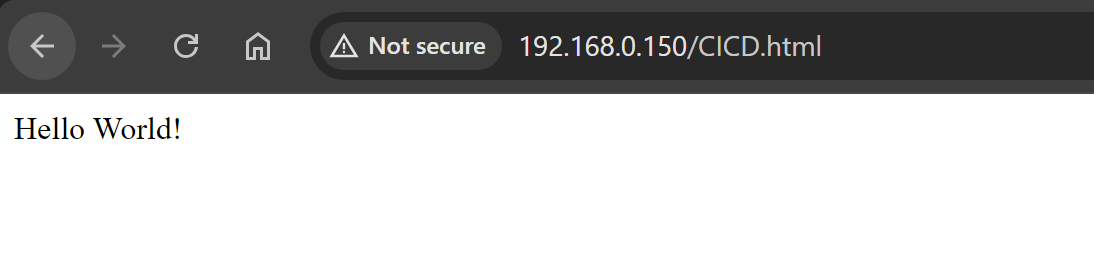 Not secure 192.168.0.150/CICD.html
Hello World!